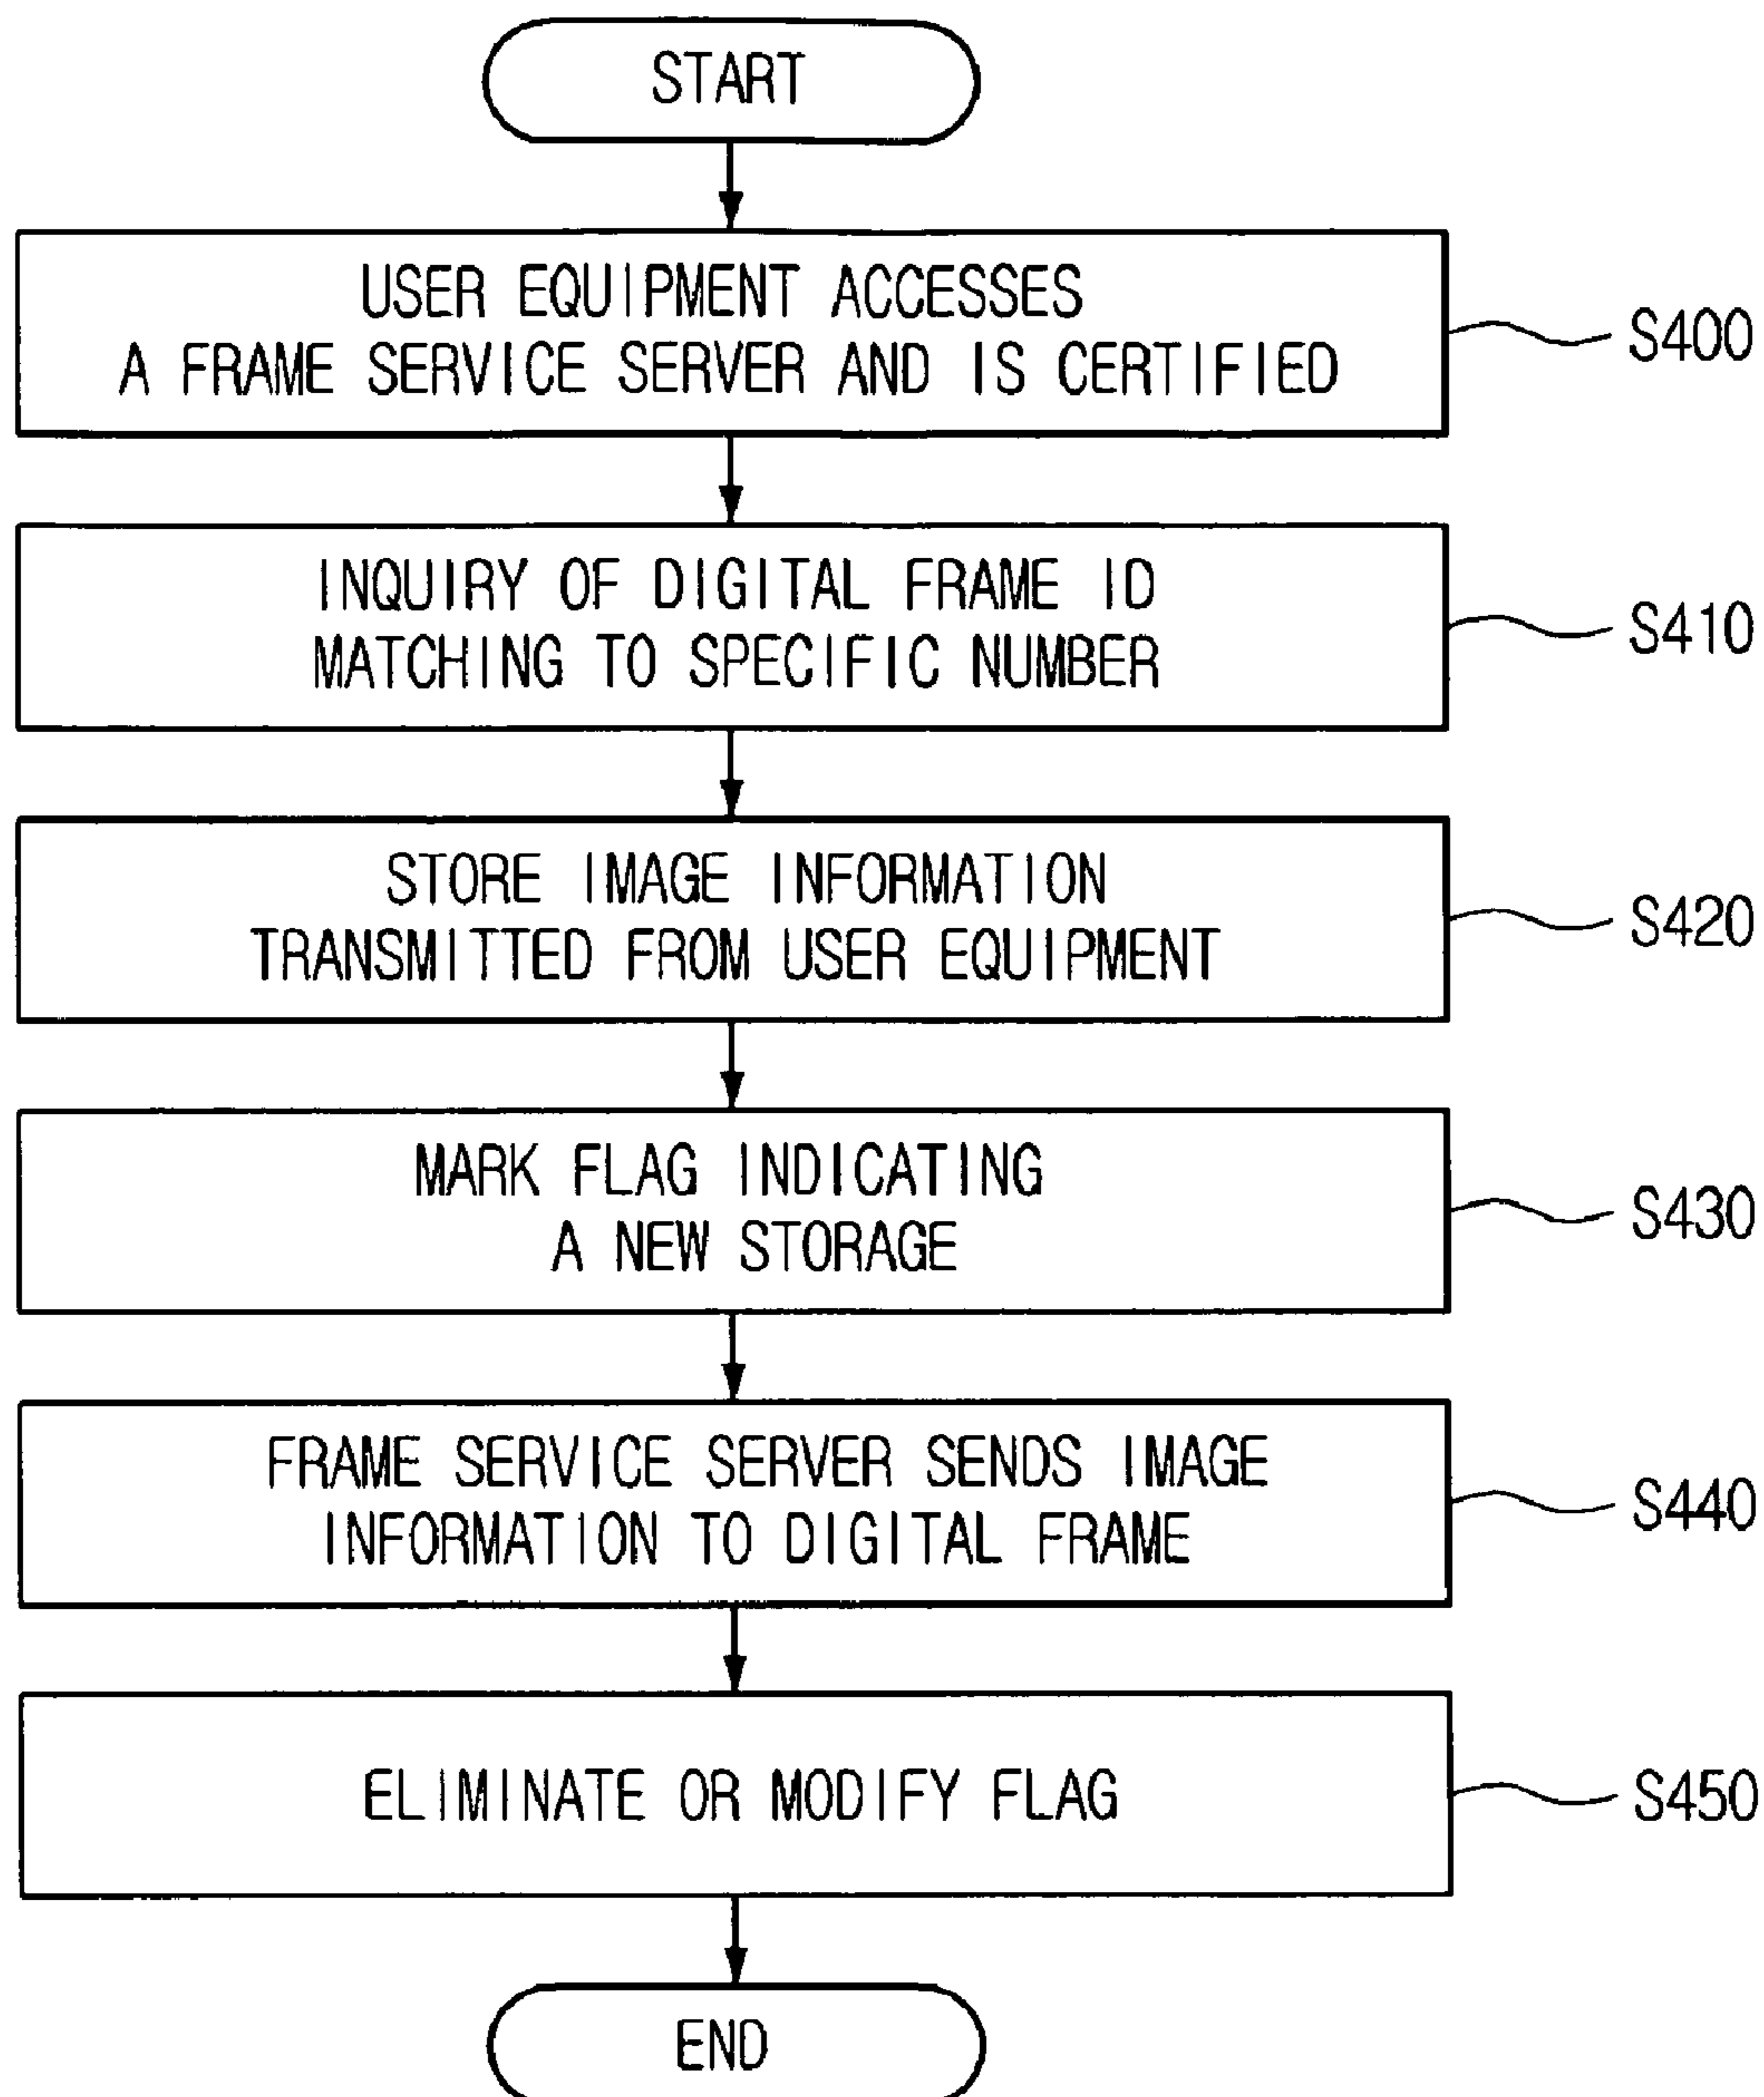 START
USER EQUIPMENT ACCESSES
A FRAME SERVICE SERVER AND IS CERTIFIED
S400
INQUIRY OF DIGITAL FRAME ID
MATCHING TO SPECIFIC NUMBER
S410
STORE IMAGE INFORMATION
TRANSMITTED FROM USER EQUIPMENT
S420
MARK FLAG INDICATING
A NEW STORAGE
S430
FRAME SERVICE SERVER SENDS IMAGE
INFORMATION TO DIGITAL FRAME
S440
ELIMINATE OR MODIFY FLAG
S450
END